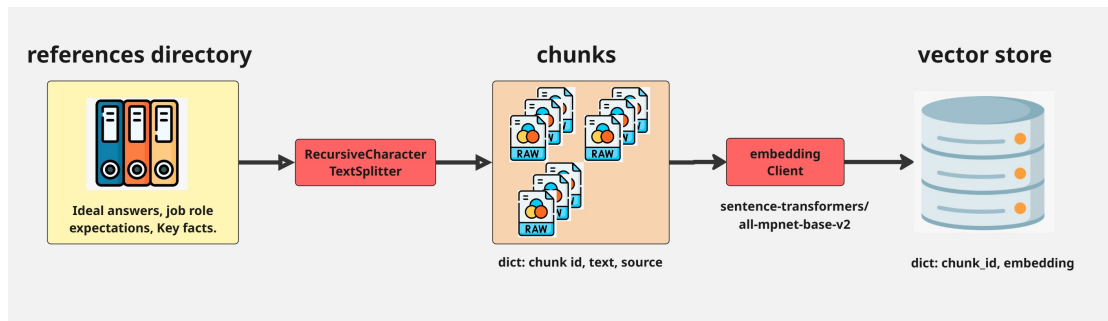 references directory
chunks
vector store
RecursiveCharacter
TextSplitter
embedding
Client
RAW
RAW
RAW
Ideal answers, job role
expectations, Key facts.
sentence-transformers/
all-mpnet-base-v2
dict: chunk id, text, source
dict: chunk_id, embedding